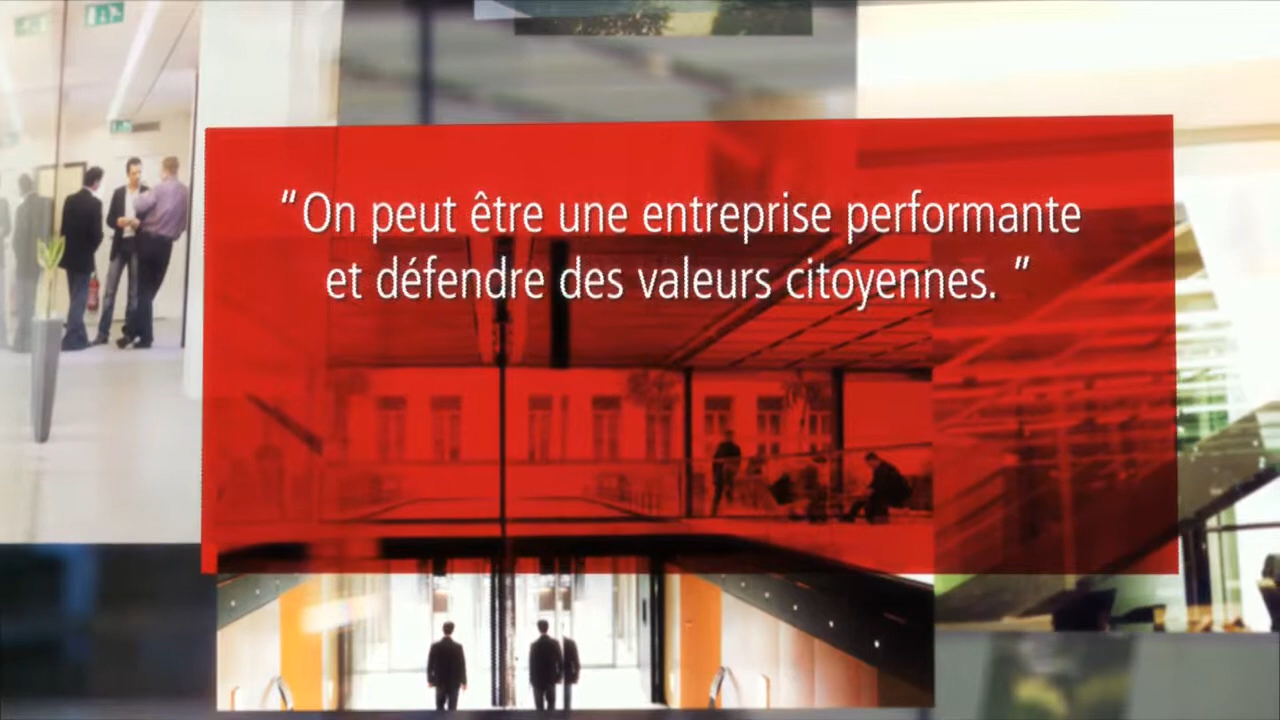 “On peut être une entreprise performante
et défendre des valeurs citoyennes.”